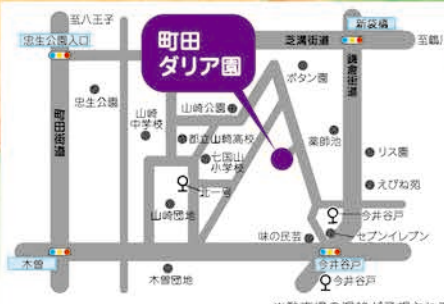 至八王子
忠生公園入口
町田
ダリア園
芝溝街道
新袋橋
至鶴川
鎌倉街道
ボタン園
忠生公園
町田街道
山崎公園
山崎
中学校
都立山崎高校
七国山
小学校
薬師池
リス園
えびね苑
北一号
山崎団地
今井谷戸
味の民芸
セブンイレブン
木曽
木曽団地
今井谷戸
今井谷戸